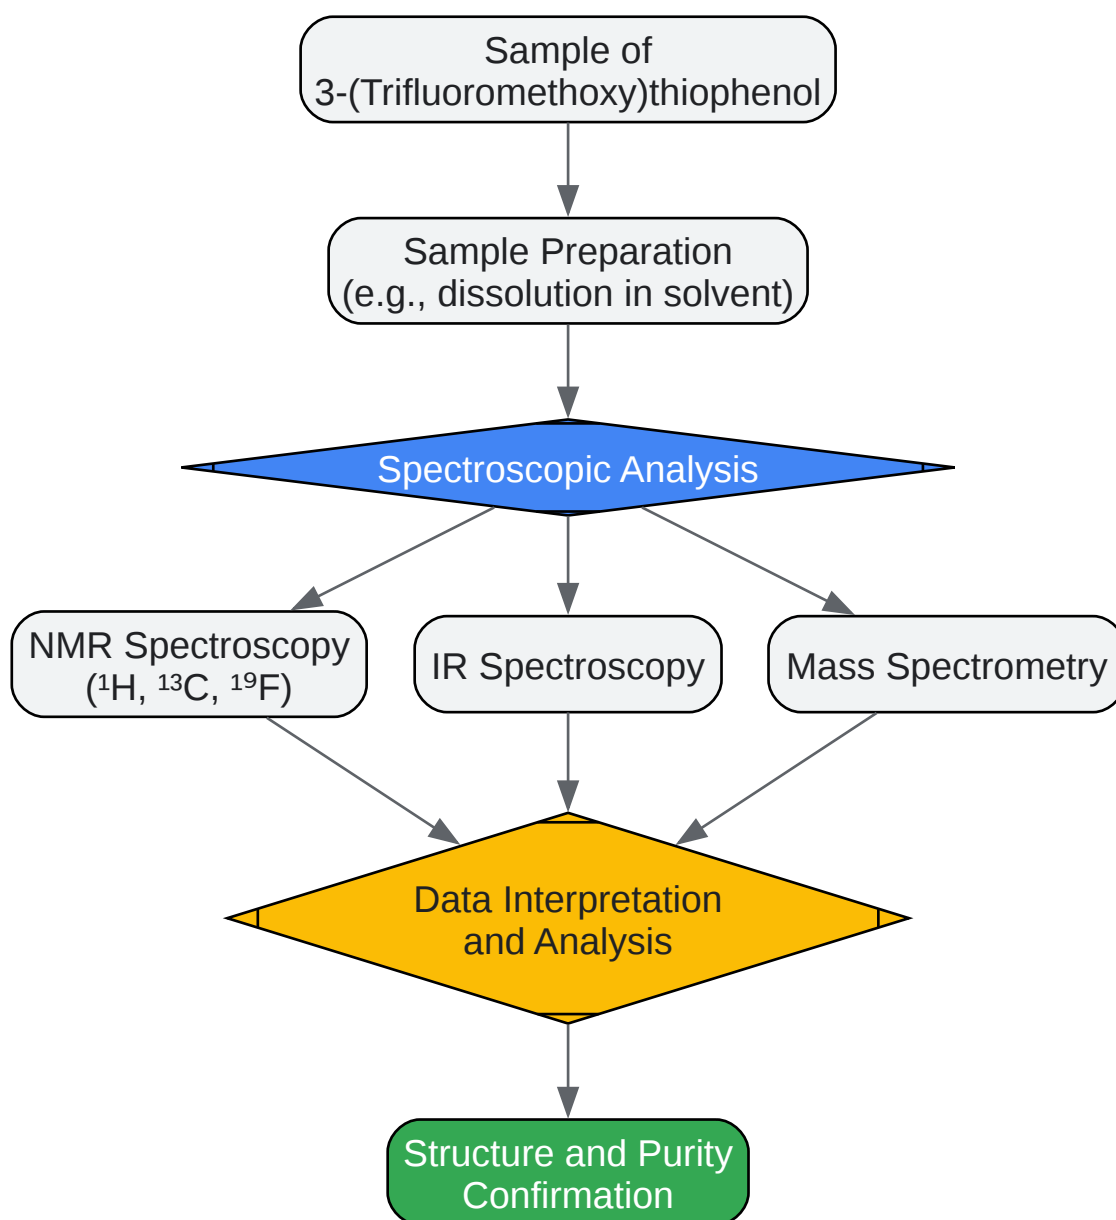 Sample of
3-(Trifluoromethoxy)thiophenol
Sample Preparation
(e.g., dissolution in solvent)
Spectroscopic Analysis
NMR Spectroscopy
(¹H, ¹³C, ¹⁹F)
IR Spectroscopy
Mass Spectrometry
Data Interpretation
and Analysis
Structure and Purity
Confirmation